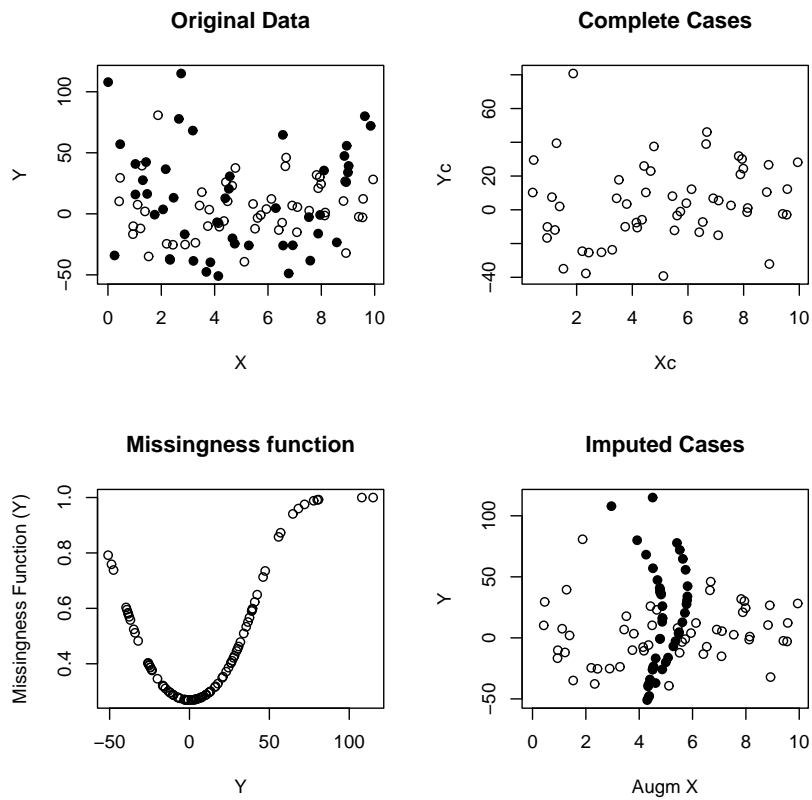 Original Data
Y
100
50
0
−50
0 2 4 6 8 10
X
Complete Cases
Yc
60
20
−40
2 4 6 8 10
Xc
Missingness function
Missingness Function (Y)
1.0
0.8
0.6
0.4
−50 0 50 100
Y
Imputed Cases
Y
100
50
0
−50
0 2 4 6 8 10
Augm X